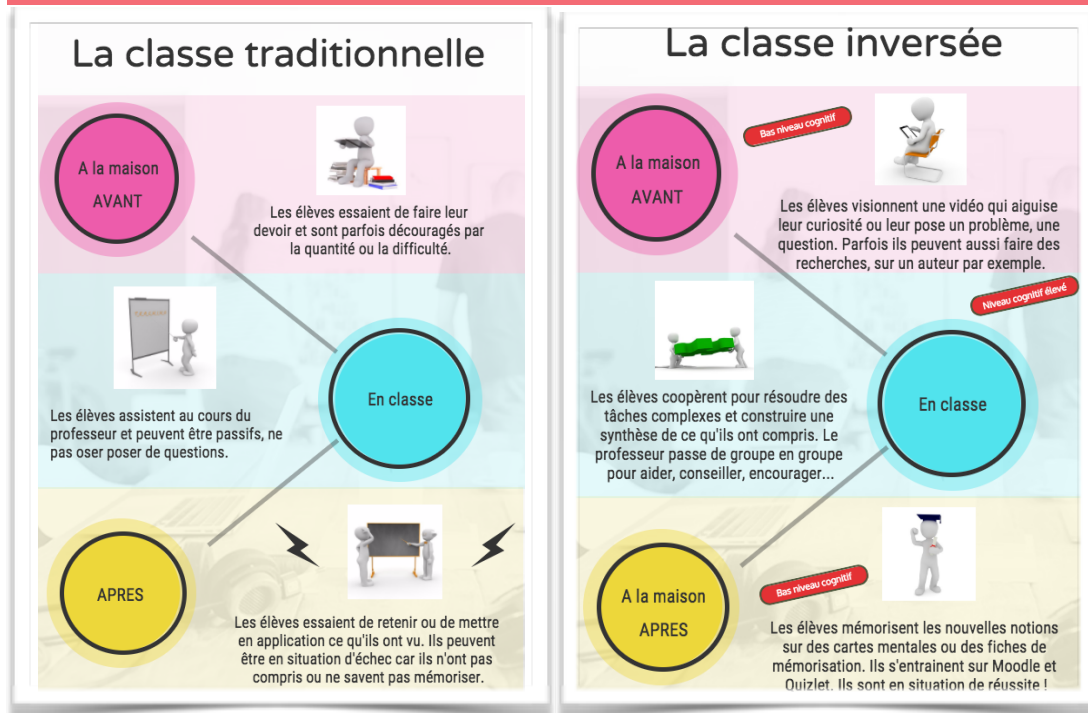 La classe traditionnelle
A la maison
AVANT
Les élèves essaient de faire leur
devoir et sont parfois découragés par
la quantité ou la difficulté.
Les élèves assistent au cours du
professeur et peuvent être passifs, ne
pas oser poser de questions.
En classe
APRES
Les élèves essaient de retenir ou de mettre
en application ce qu'ils ont vu. Ils peuvent
être en situation d'échec car ils n'ont pas
compris ou ne savent pas mémoriser.
La classe inversée
A la maison
AVANT
Bas niveau cognitif
Les élèves visionnent une vidéo qui aiguise
leur curiosité ou leur pose un problème, une
question. Parfois ils peuvent aussi faire des
recherches, sur un auteur par exemple.
Niveau cognitif élevé
Les élèves coopèrent pour résoudre des
tâches complexes et construire une
synthèse de ce qu'ils ont compris. Le
professeur passe de groupe en groupe
pour aider, conseiller, encourager...
En classe
A la maison
APRES
Bas niveau cognitif
Les élèves mémorisent les nouvelles notions
sur des cartes mentales ou des fiches de
mémorisation. Ils s'entrainent sur Moodle et
Quizlet. Ils sont en situation de réussite !